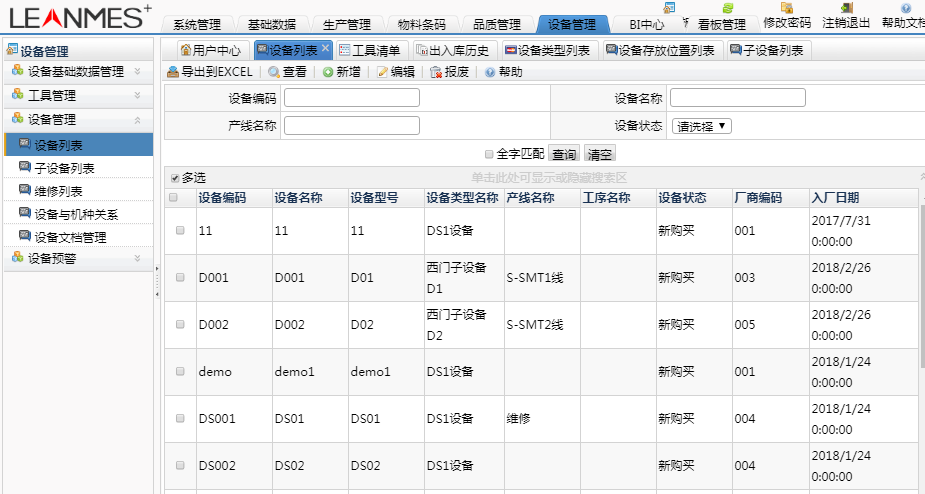 LEANMES+
系统管理 基础数据 生产管理 物料条码 品质管理 设备管理 BI中心 看板管理 修改密码 注销退出 帮助文档
设备管理
设备基础数据管理
工具管理
设备管理
设备列表
子设备列表
维修列表
设备与机种关系
设备文档管理
设备预警
用户中心 设备列表 工具清单 出入库历史 设备类型列表 设备存放位置列表 子设备列表
导出到EXCEL 查看 新增 编辑 报废 帮助
设备编码 设备名称
产线名称 设备状态 请选择
全字匹配 查询 清空
多选 单击此处可显示或隐藏搜索区
设备编码 设备名称 设备型号 设备类型名称 产线名称 工序名称 设备状态 厂商编码 入厂日期
11 11 11 DS1设备 新购买 001 2017/7/31
0:00:00
D001 D001 D01 西门子设备 S-SMT1线 新购买 003 2018/2/26
D1 0:00:00
D002 D002 D02 西门子设备 S-SMT2线 新购买 005 2018/2/26
D2 0:00:00
demo demo1 demo1 DS1设备 新购买 001 2018/1/24
0:00:00
DS001 DS01 DS01 DS1设备 维修 新购买 004 2018/1/24
0:00:00
DS002 DS02 DS02 DS1设备 新购买 004 2018/1/24
0:00:00